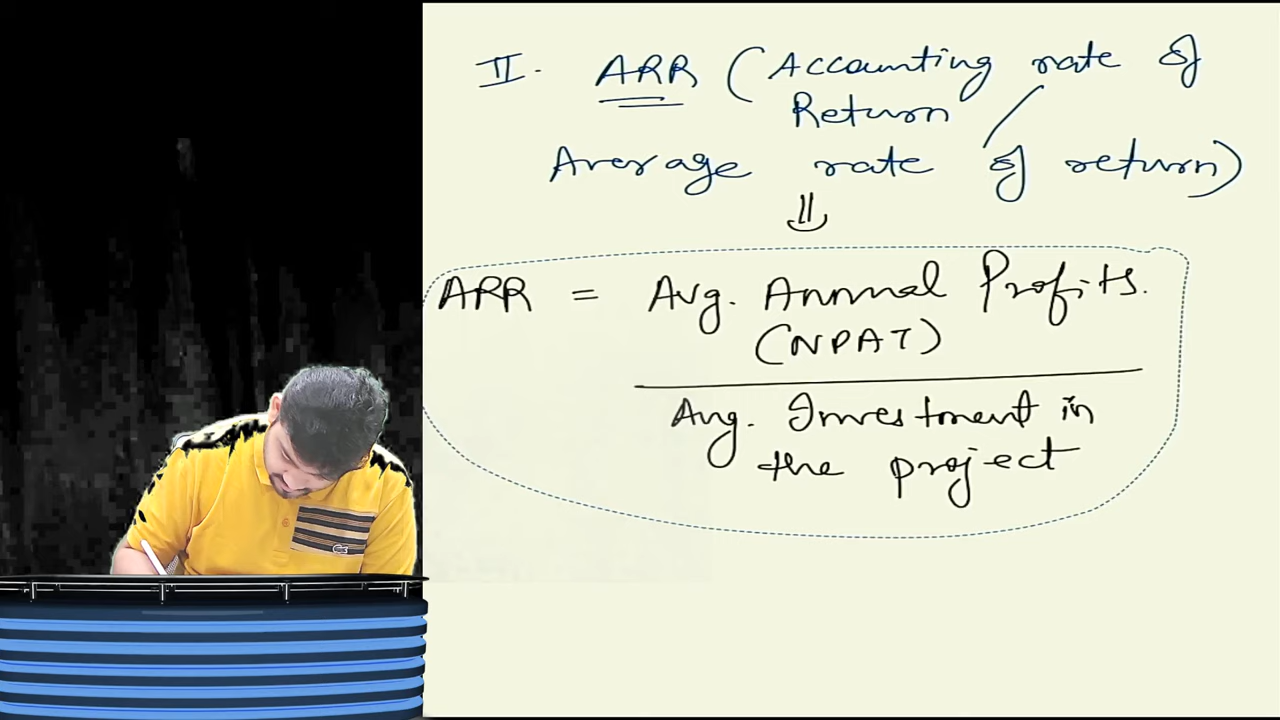 II. ARR (Accounting rate of
Return /
Average rate of return)
ARR = Avg. Annual Profits.
(NPAT)
Avg. Investment in
the project